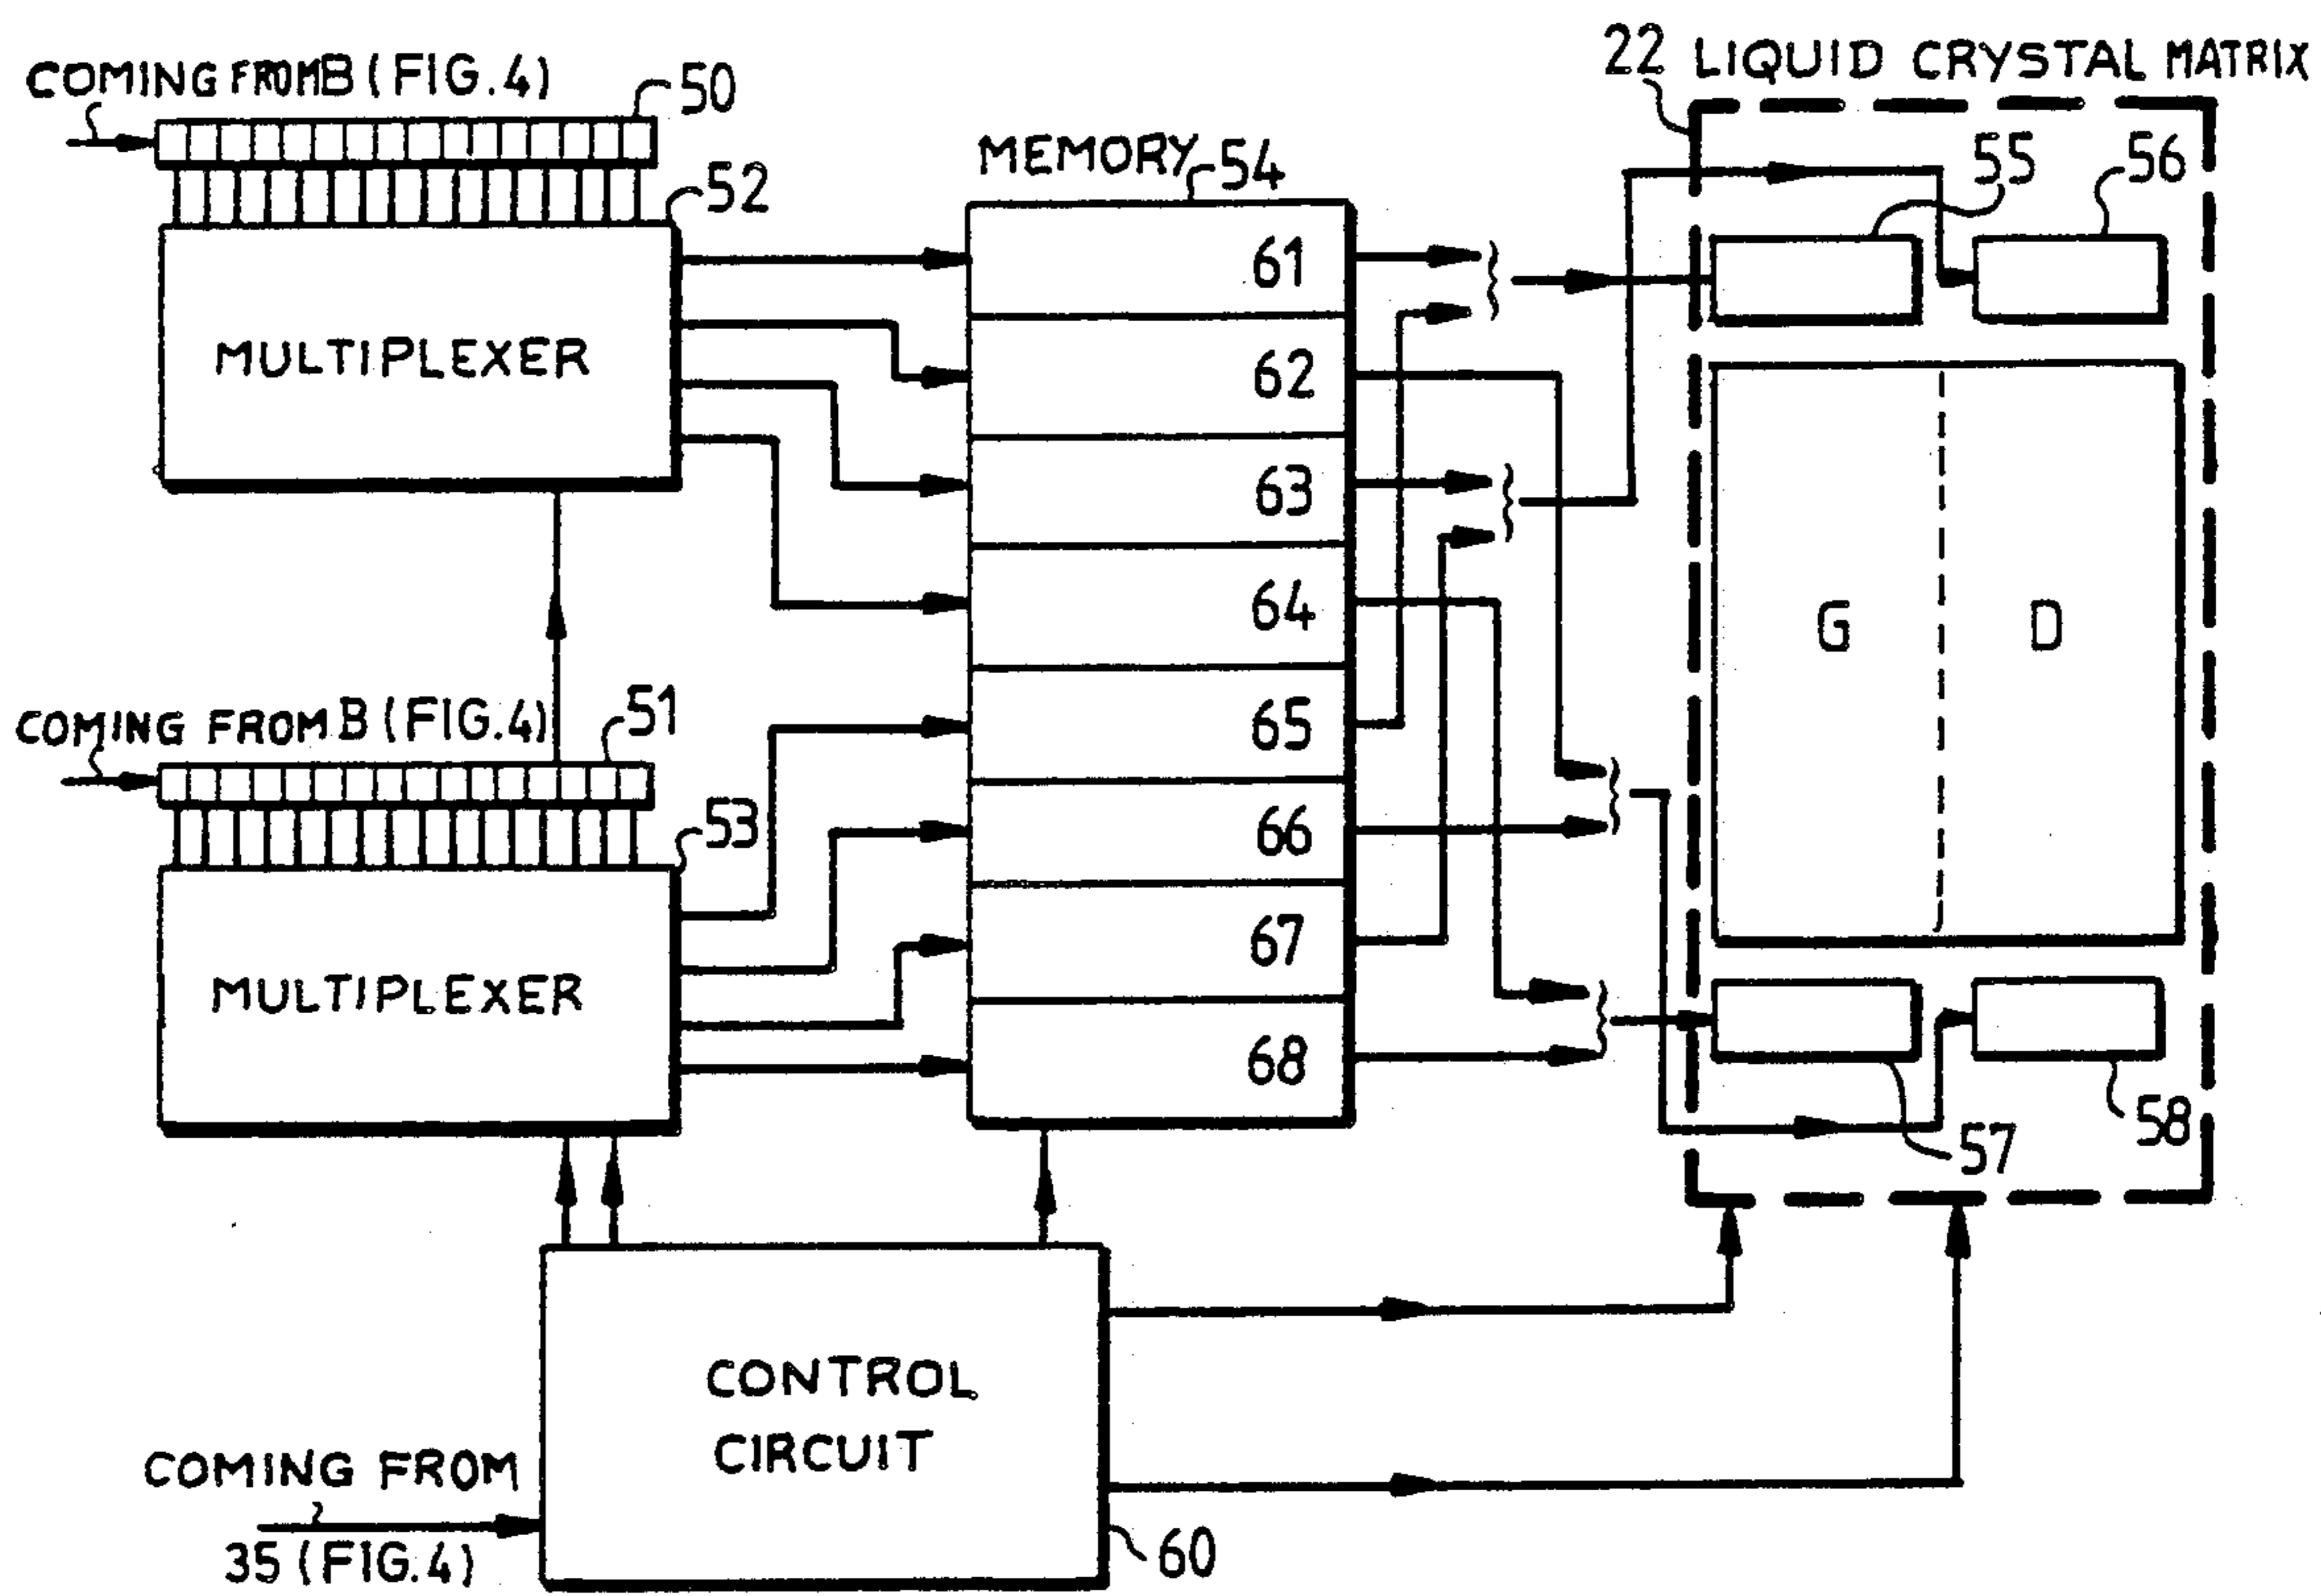 22 LIQUID CRYSTAL MATRIX
COMING FROM B (FIG.4)
50
52
MULTIPLEXER
MEMORY
54
61
62
63
64
65
66
67
68
55
56
G
D
57
58
COMING FROM B (FIG.4)
51
53
MULTIPLEXER
CONTROL
CIRCUIT
60
COMING FROM
35 (FIG.4)